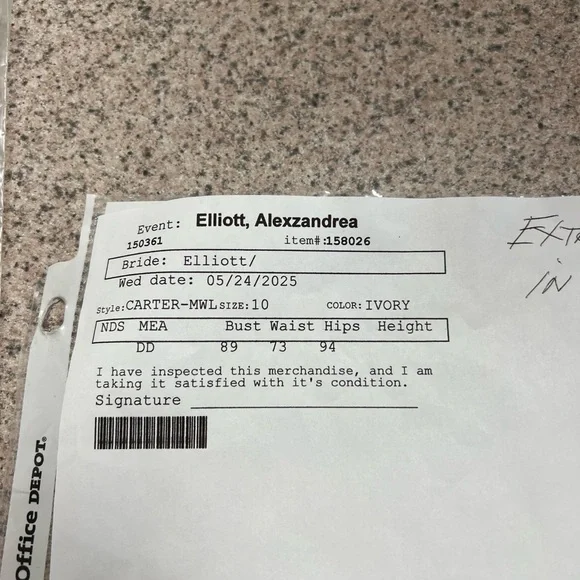 Event: Elliott, Alexzandrea
150361 item#:158026
Bride: Elliott/
Wed date: 05/24/2025
Style:CARTER-MWL SIZE:10 COLOR:IVORY
NDS MEA Bust Waist Hips Height
DD 89 73 94
I have inspected this merchandise, and I am
taking it satisfied with it's condition.
Signature
IN
Office DEPOT